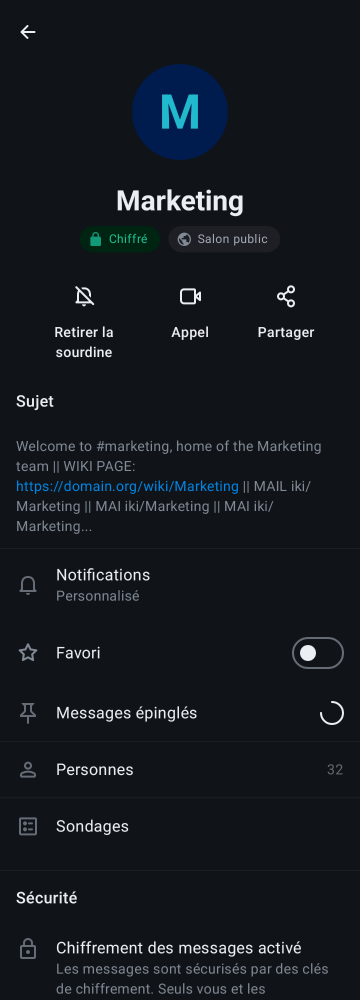 M
Marketing
Chiffré
Salon public
Retirer la
sourdine
Appel
Partager
Sujet
Welcome to #marketing, home of the Marketing
team || WIKI PAGE:
https://domain.org/wiki/Marketing || MAIL iki/
Marketing || MAI iki/Marketing || MAI iki/
Marketing...
Notifications
Personnalisé
Favori
Messages épinglés
Personnes 32
Sondages
Sécurité
Chiffrement des messages activé
Les messages sont sécurisés par des clés
de chiffrement. Seuls vous et les